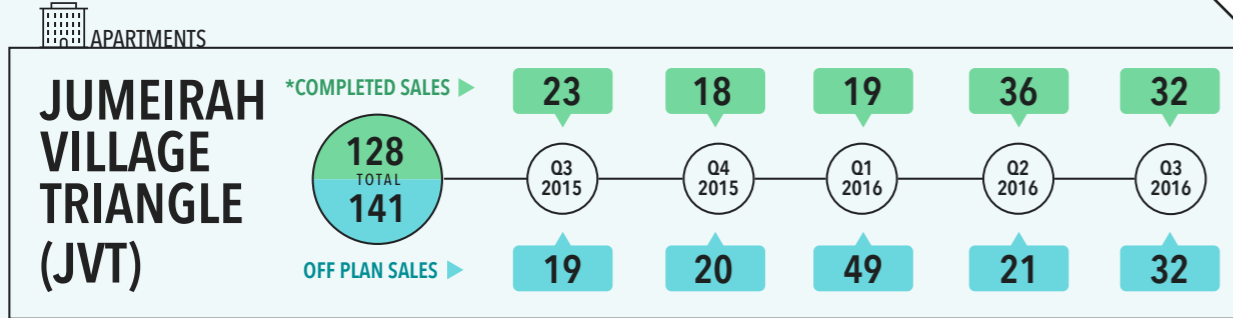 APARTMENTS
JUMEIRAH
VILLAGE
TRIANGLE
(JVT)
*COMPLETED SALES
23 18 19 36 32
128
TOTAL
141
Q3
2015
Q4
2015
Q1
2016
Q2
2016
Q3
2016
OFF PLAN SALES
19 20 49 21 32